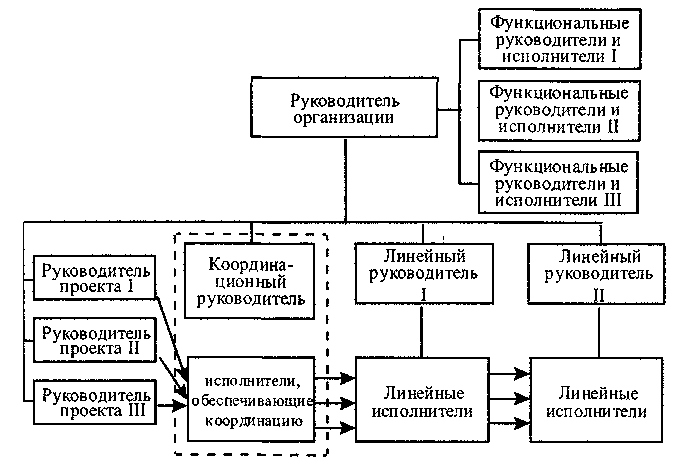 Функциональные
руководители и
исполнители I
Руководитель
организации
Функциональные
руководители и
исполнители II
Функциональные
руководители и
исполнители III
Руководитель
проекта I
Координа-
ционный
руководитель
Линейный
руководитель
I
Линейный
руководитель
II
Руководитель
проекта II
Руководитель
проекта III
исполнители,
обеспечивающие
координацию
Линейные
исполнители
Линейные
исполнители